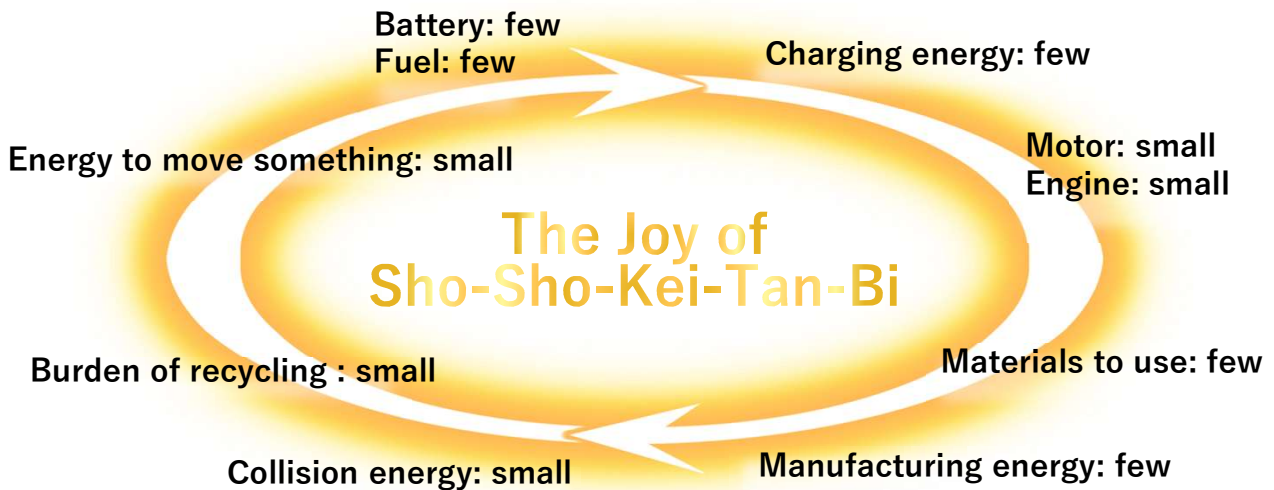 Battery: few
Fuel: few
Charging energy: few
Energy to move something: small
Motor: small
Engine: small
The Joy of
Sho-Sho-Kei-Tan-Bi
Burden of recycling : small
Materials to use: few
Collision energy: small
Manufacturing energy: few